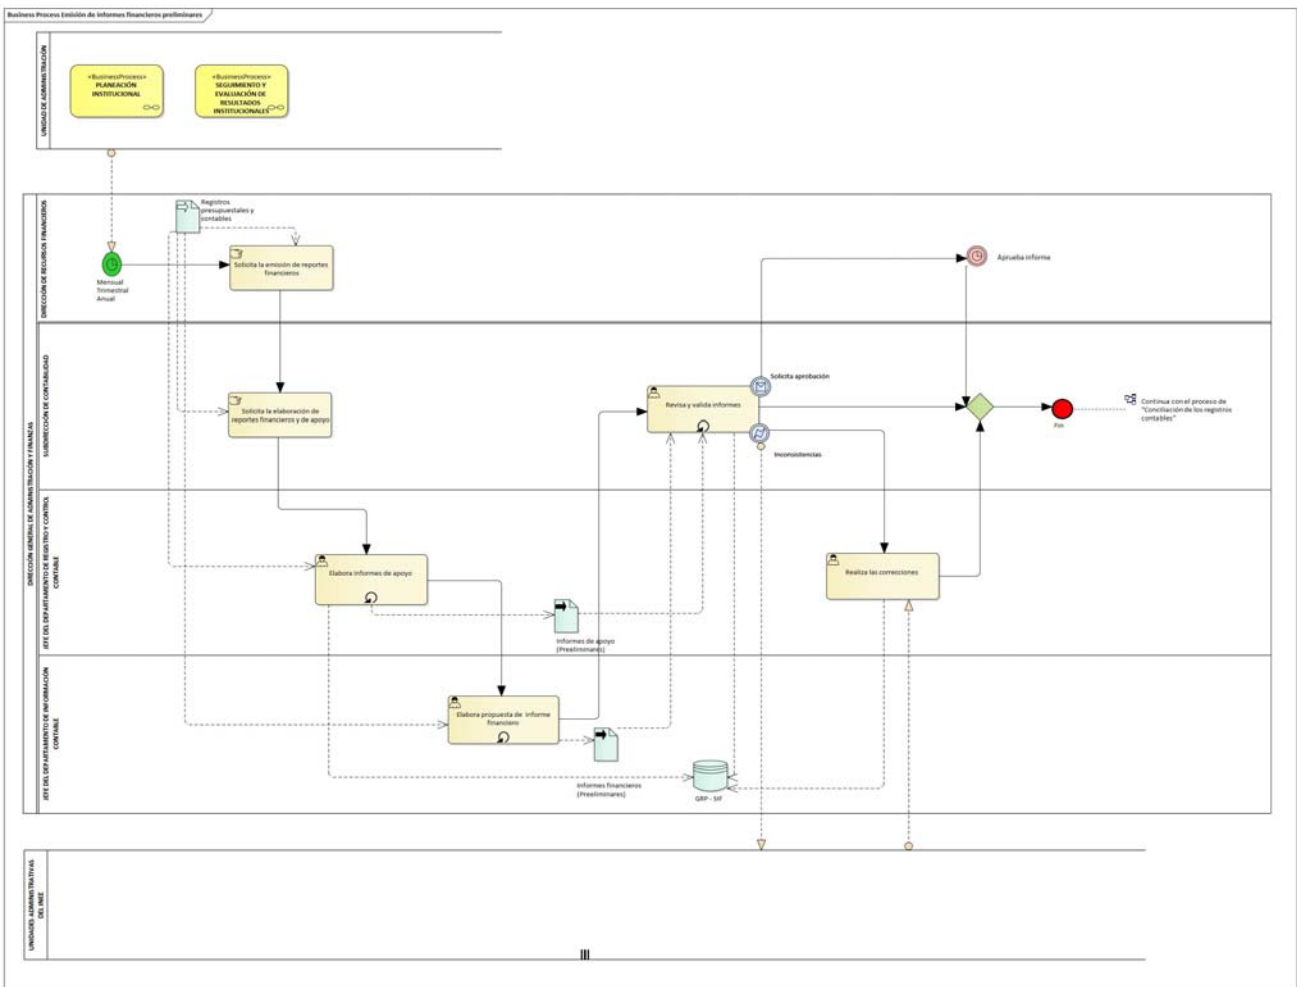 Business Process Emisión de informes financieros preliminares
UNIDAD DE ADMINISTRACIÓN
«BusinessProcess»
PLANEACIÓN
INSTITUCIONAL
«BusinessProcess»
SEGUIMIENTO Y
EVALUACIÓN DE
RESULTADOS
INSTITUCIONALES
DIRECCIÓN GENERAL DE ADMINISTRACIÓN Y FINANZAS
DIRECCIÓN DE RECURSOS FINANCIEROS
Registros
presupuestales y
contables
Mensual
Trimestral
Anual
Solicita la emisión de reportes
financieros
Aprueba informe
SUBDIRECCIÓN DE CONTABILIDAD
Solicita la elaboración de
reportes financieros y de apoyo
Revisa y valida informes
Solicita aprobación
Inconsistencias
Fin
Continua con el proceso de
"Conciliación de los registros
contables"
JEFE DEL DEPARTAMENTO DE REGISTRO Y CONTROL
CONTABLE
Elabora informes de apoyo
Informes de apoyo
(Preeliminares)
Realiza las correcciones
JEFE DEL DEPARTAMENTO DE INFORMACIÓN
CONTABLE
Elabora propuesta de informe
financiero
Informes financieros
(Preeliminares)
GRP - SIF
UNIDADES ADMINISTRATIVAS
DEL INEE